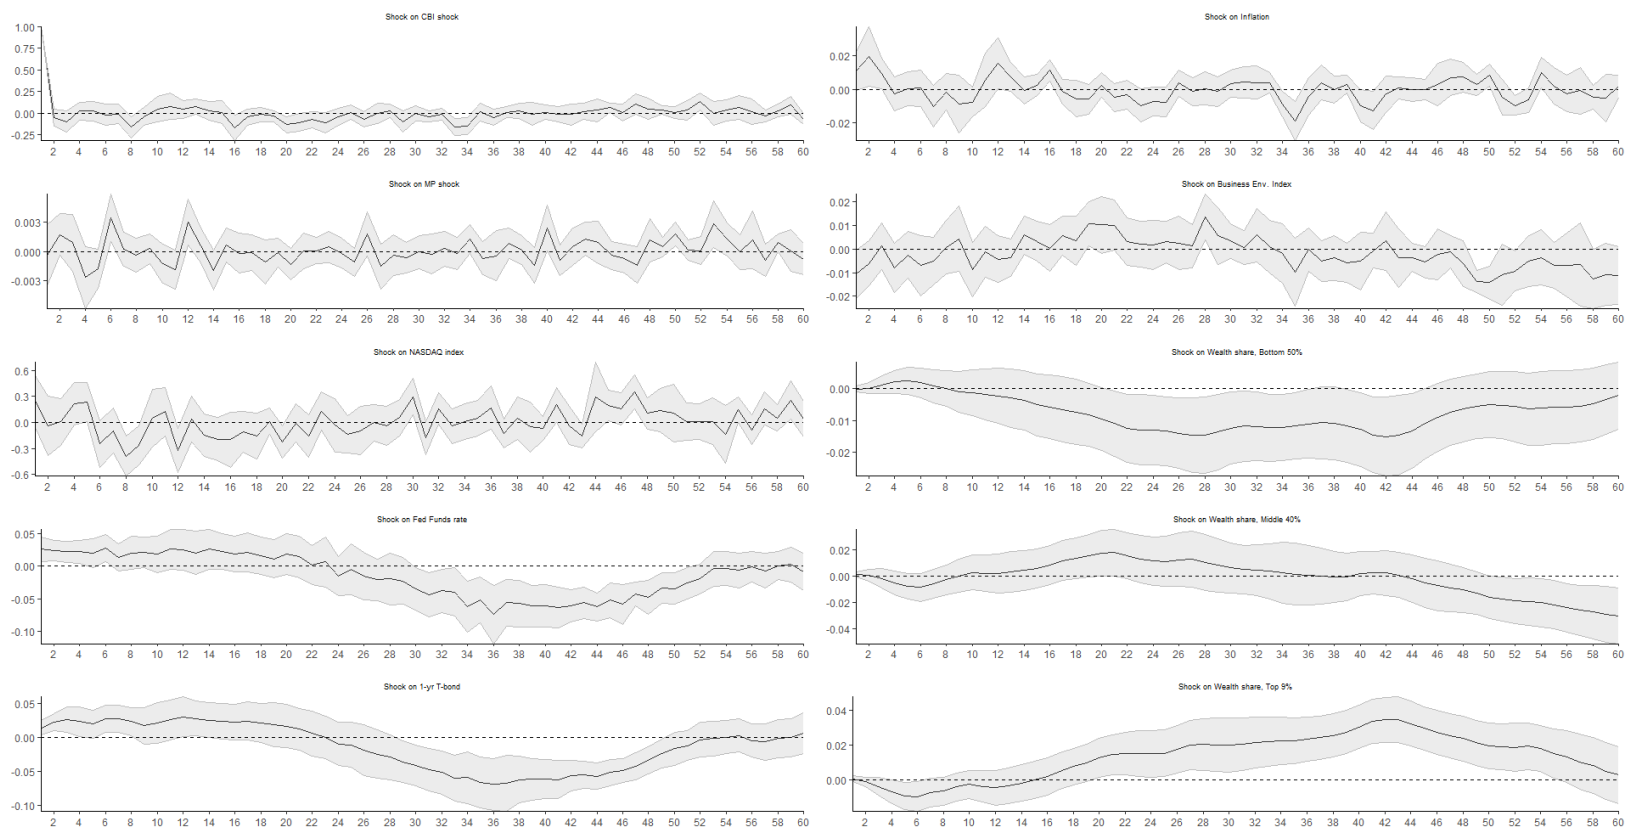 Shock on CBI shock
1.00
0.75
0.50
0.25
0.00
-0.25
2 4 6 8 10 12 14 16 18 20 22 24 26 28 30 32 34 36 38 40 42 44 46 48 50 52 54 56 58 60
Shock on Inflation
0.02
0.00
-0.02
2 4 6 8 10 12 14 16 18 20 22 24 26 28 30 32 34 36 38 40 42 44 46 48 50 52 54 56 58 60
Shock on MP shock
0.003
0.000
-0.003
2 4 6 8 10 12 14 16 18 20 22 24 26 28 30 32 34 36 38 40 42 44 46 48 50 52 54 56 58 60
Shock on Business Env. Index
0.02
0.01
0.00
-0.01
-0.02
2 4 6 8 10 12 14 16 18 20 22 24 26 28 30 32 34 36 38 40 42 44 46 48 50 52 54 56 58 60
Shock on NASDAQ index
0.6
0.3
0.0
-0.3
-0.6
2 4 6 8 10 12 14 16 18 20 22 24 26 28 30 32 34 36 38 40 42 44 46 48 50 52 54 56 58 60
Shock on Wealth share, Bottom 50%
0.00
-0.01
-0.02
2 4 6 8 10 12 14 16 18 20 22 24 26 28 30 32 34 36 38 40 42 44 46 48 50 52 54 56 58 60
Shock on Fed Funds rate
0.05
0.00
-0.05
-0.10
2 4 6 8 10 12 14 16 18 20 22 24 26 28 30 32 34 36 38 40 42 44 46 48 50 52 54 56 58 60
Shock on Wealth share, Middle 40%
0.02
0.00
-0.02
-0.04
2 4 6 8 10 12 14 16 18 20 22 24 26 28 30 32 34 36 38 40 42 44 46 48 50 52 54 56 58 60
Shock on 1-yr T-bond
0.05
0.00
-0.05
-0.10
2 4 6 8 10 12 14 16 18 20 22 24 26 28 30 32 34 36 38 40 42 44 46 48 50 52 54 56 58 60
Shock on Wealth share, Top 9%
0.04
0.02
0.00
2 4 6 8 10 12 14 16 18 20 22 24 26 28 30 32 34 36 38 40 42 44 46 48 50 52 54 56 58 60